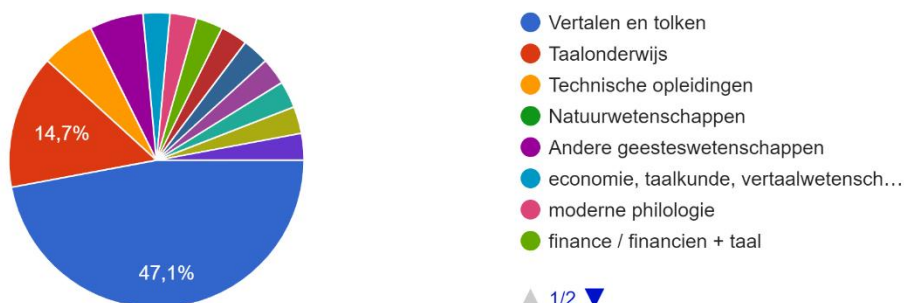 14,7%
47,1%
Vertalen en tolken
Taalonderwijs
Technische opleidingen
Natuurwetenschappen
Andere geesteswetenschappen
economie, taalkunde, vertaalwetensch…
moderne philologie
finance / financien + taal
1/2